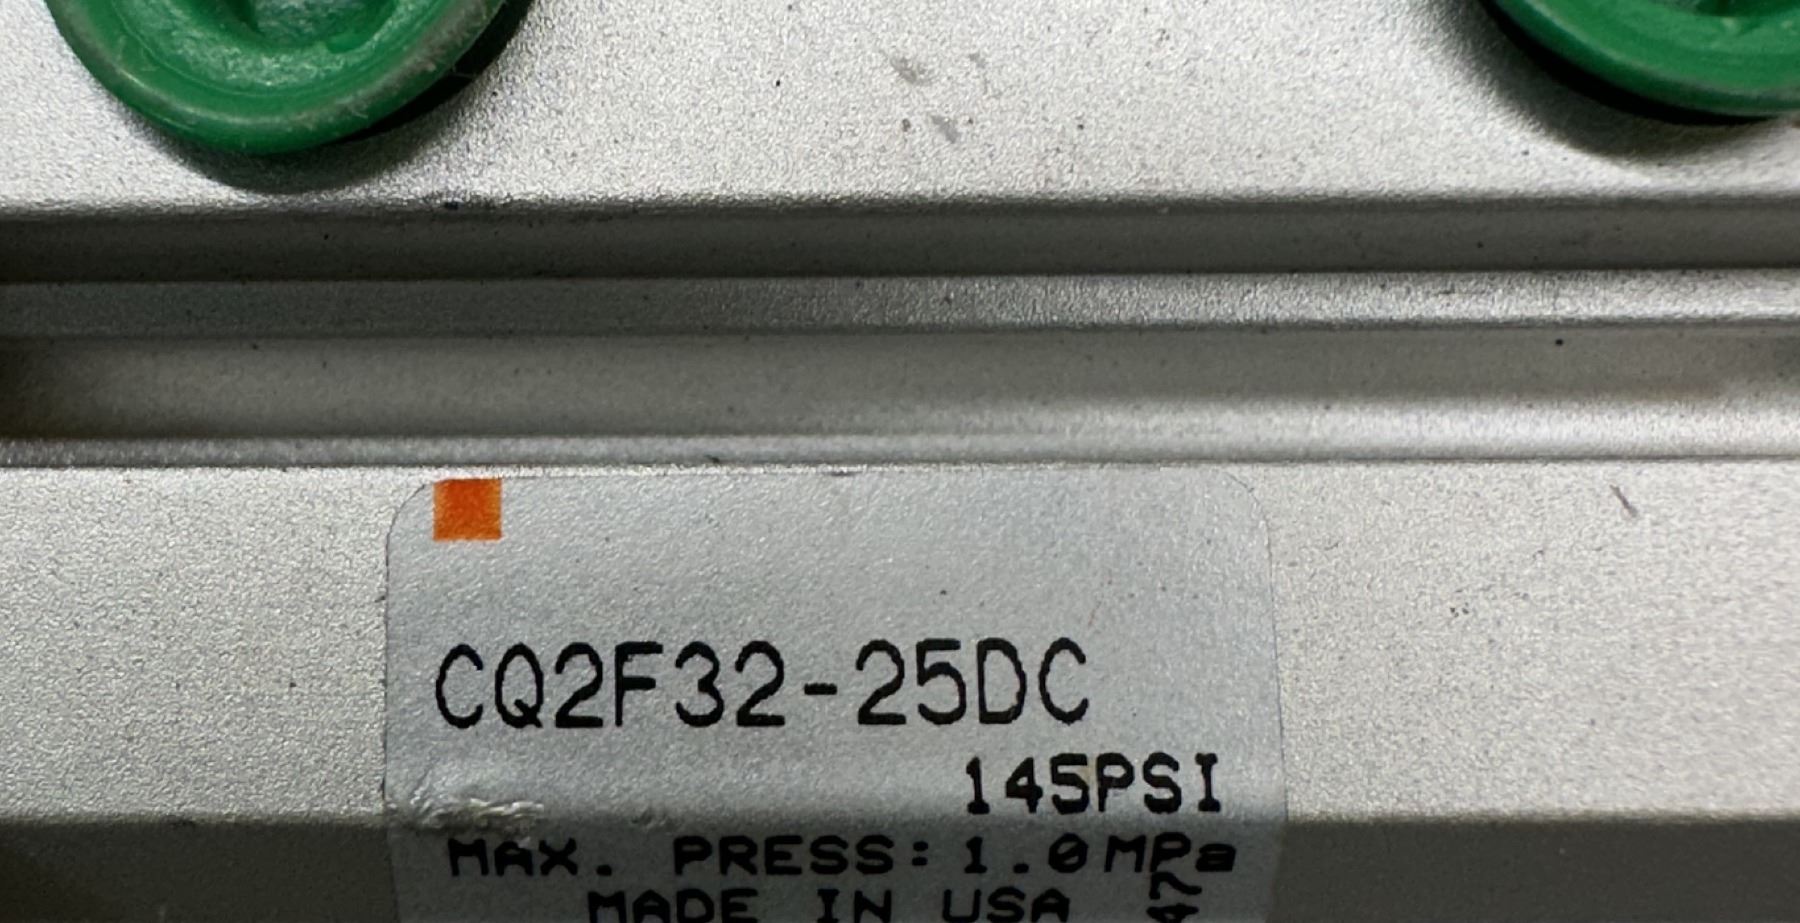 CQ2F32-25DC
145PSI
MAX. PRESS: 1.0MPa
MADE IN USA